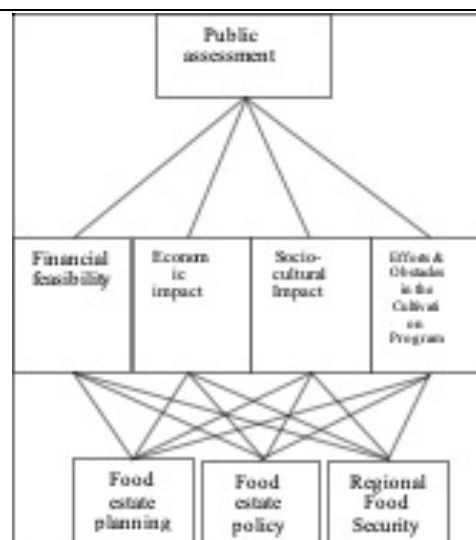 Public
assessment
Financial
feasibility
Econom
ic
impact
Socio-
cultural
Impact
Efforts &
Obstacles
in the
Cultivati
on
Program
Food
estate
planning
Food
estate
policy
Regional
Food
Security